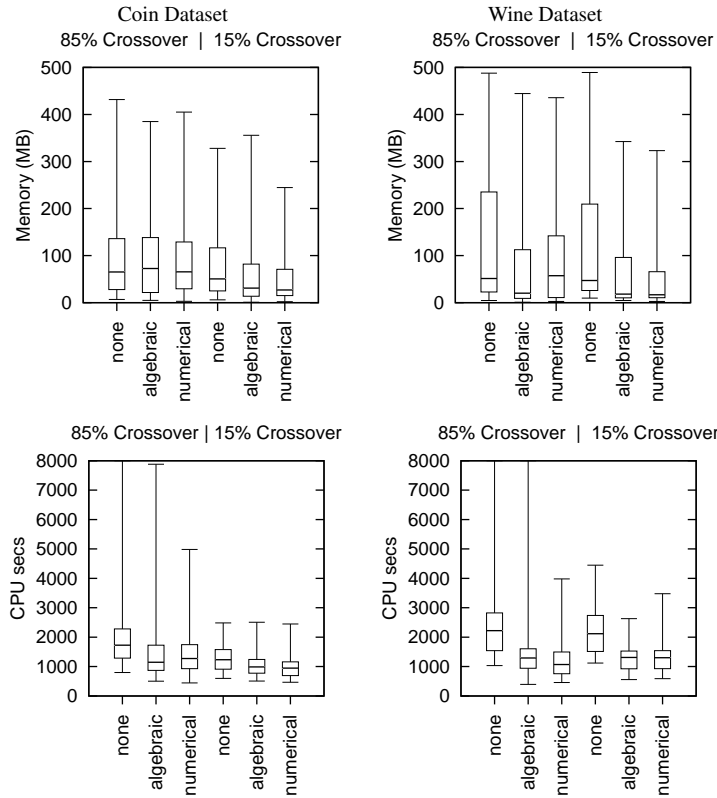 Coin Dataset
85% Crossover | 15% Crossover
500
400
300
200
100
0
Memory (MB)
none
algebraic
numerical
none
algebraic
numerical
Wine Dataset
85% Crossover | 15% Crossover
500
400
300
200
100
0
Memory (MB)
none
algebraic
numerical
none
algebraic
numerical
85% Crossover | 15% Crossover
8000
7000
6000
5000
4000
3000
2000
1000
0
CPU secs
none
algebraic
numerical
none
algebraic
numerical
85% Crossover | 15% Crossover
8000
7000
6000
5000
4000
3000
2000
1000
0
CPU secs
none
algebraic
numerical
none
algebraic
numerical